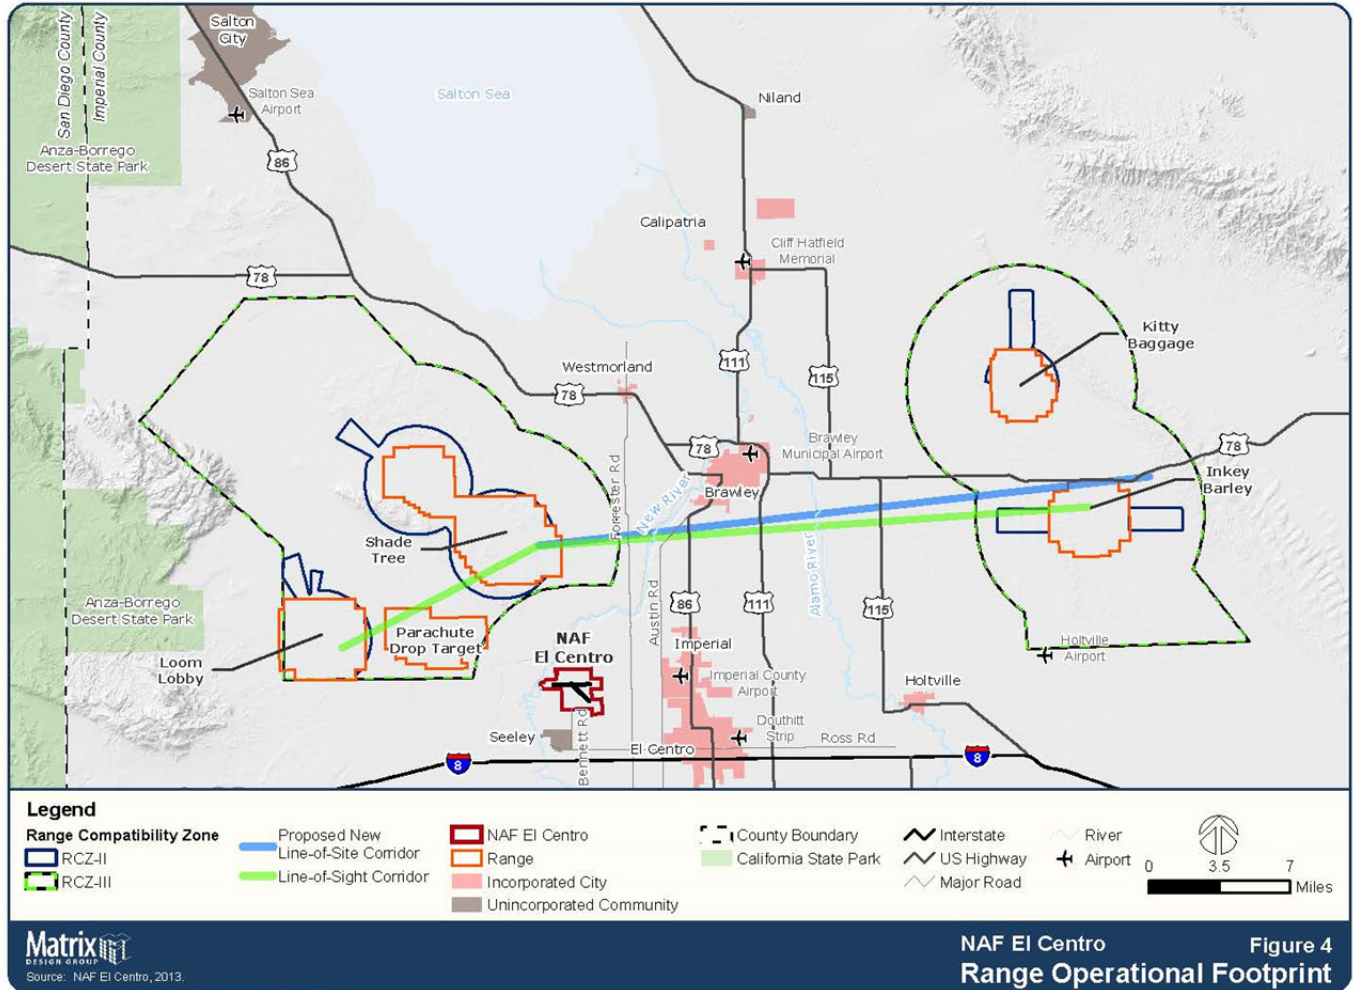 Salton
City
San Diego County
Imperial County
Salton Sea
Airport
Salton Sea
Niland
Anza-Borrego
Desert State Park
86
Calipatria
Cliff Hatfield
Memorial
78
Kitty
Baggage
111
115
Westmorland
78
78
Brawley
Municipal Airport
78
Inkey
Barley
Brawley
New River
Forrester Rd
Shade
Tree
Alamo River
Austin Rd
Anza-Borrego
Desert State Park
86
111
115
Parachute
Drop Target
NAF
El Centro
Imperial
Holtville
Airport
Loom
Lobby
Imperial County
Airport
Holtville
Seeley
Bennett Rd
El Centro
Douthitt
Strip
Ross Rd
8
8
Legend
Range Compatibility Zone
RCZ-II
RCZ-III
Proposed New
Line-of-Site Corridor
Line-of-Sight Corridor
NAF El Centro
Range
Incorporated City
Unincorporated Community
County Boundary
California State Park
Interstate
US Highway
Major Road
River
Airport
0 3.5 7
Miles
Matrix
DESIGN GROUP
Source: NAF El Centro, 2013.
NAF El Centro Figure 4
Range Operational Footprint